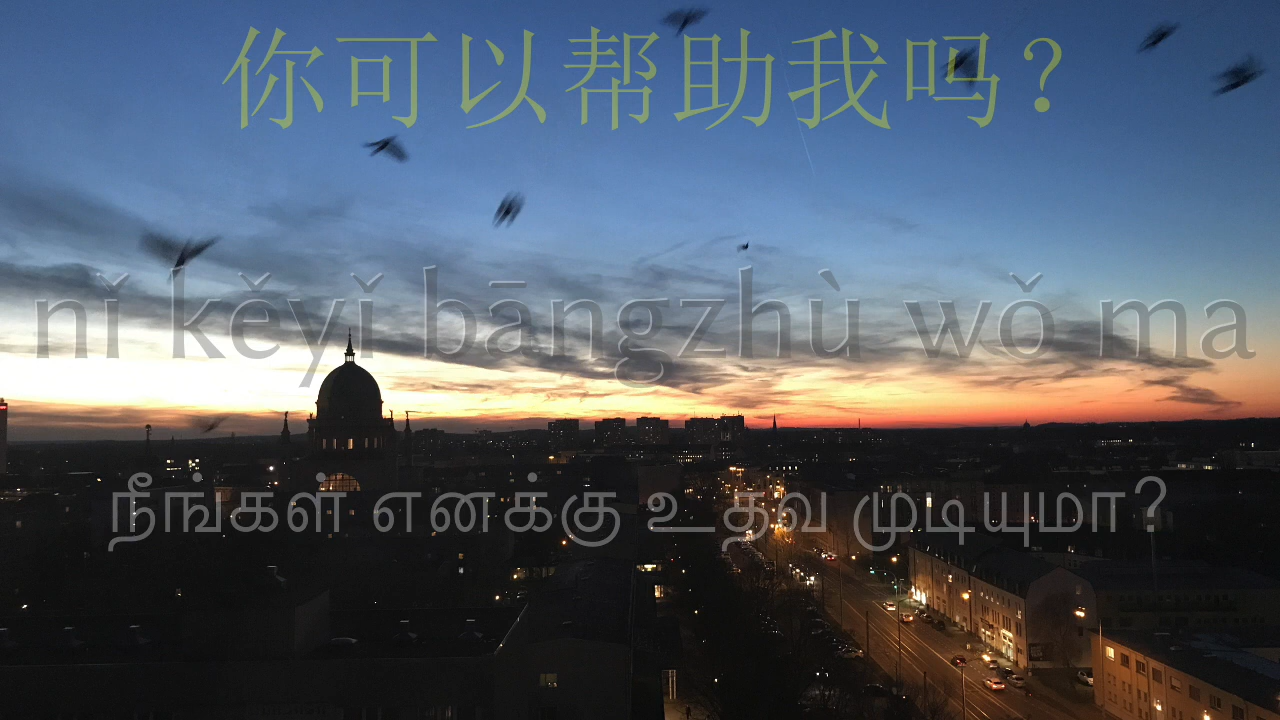 你可以帮助我吗？
nǐ kěyǐ bāngzhù wǒ ma
நீங்கள் எனக்கு உதவ முடியுமா?